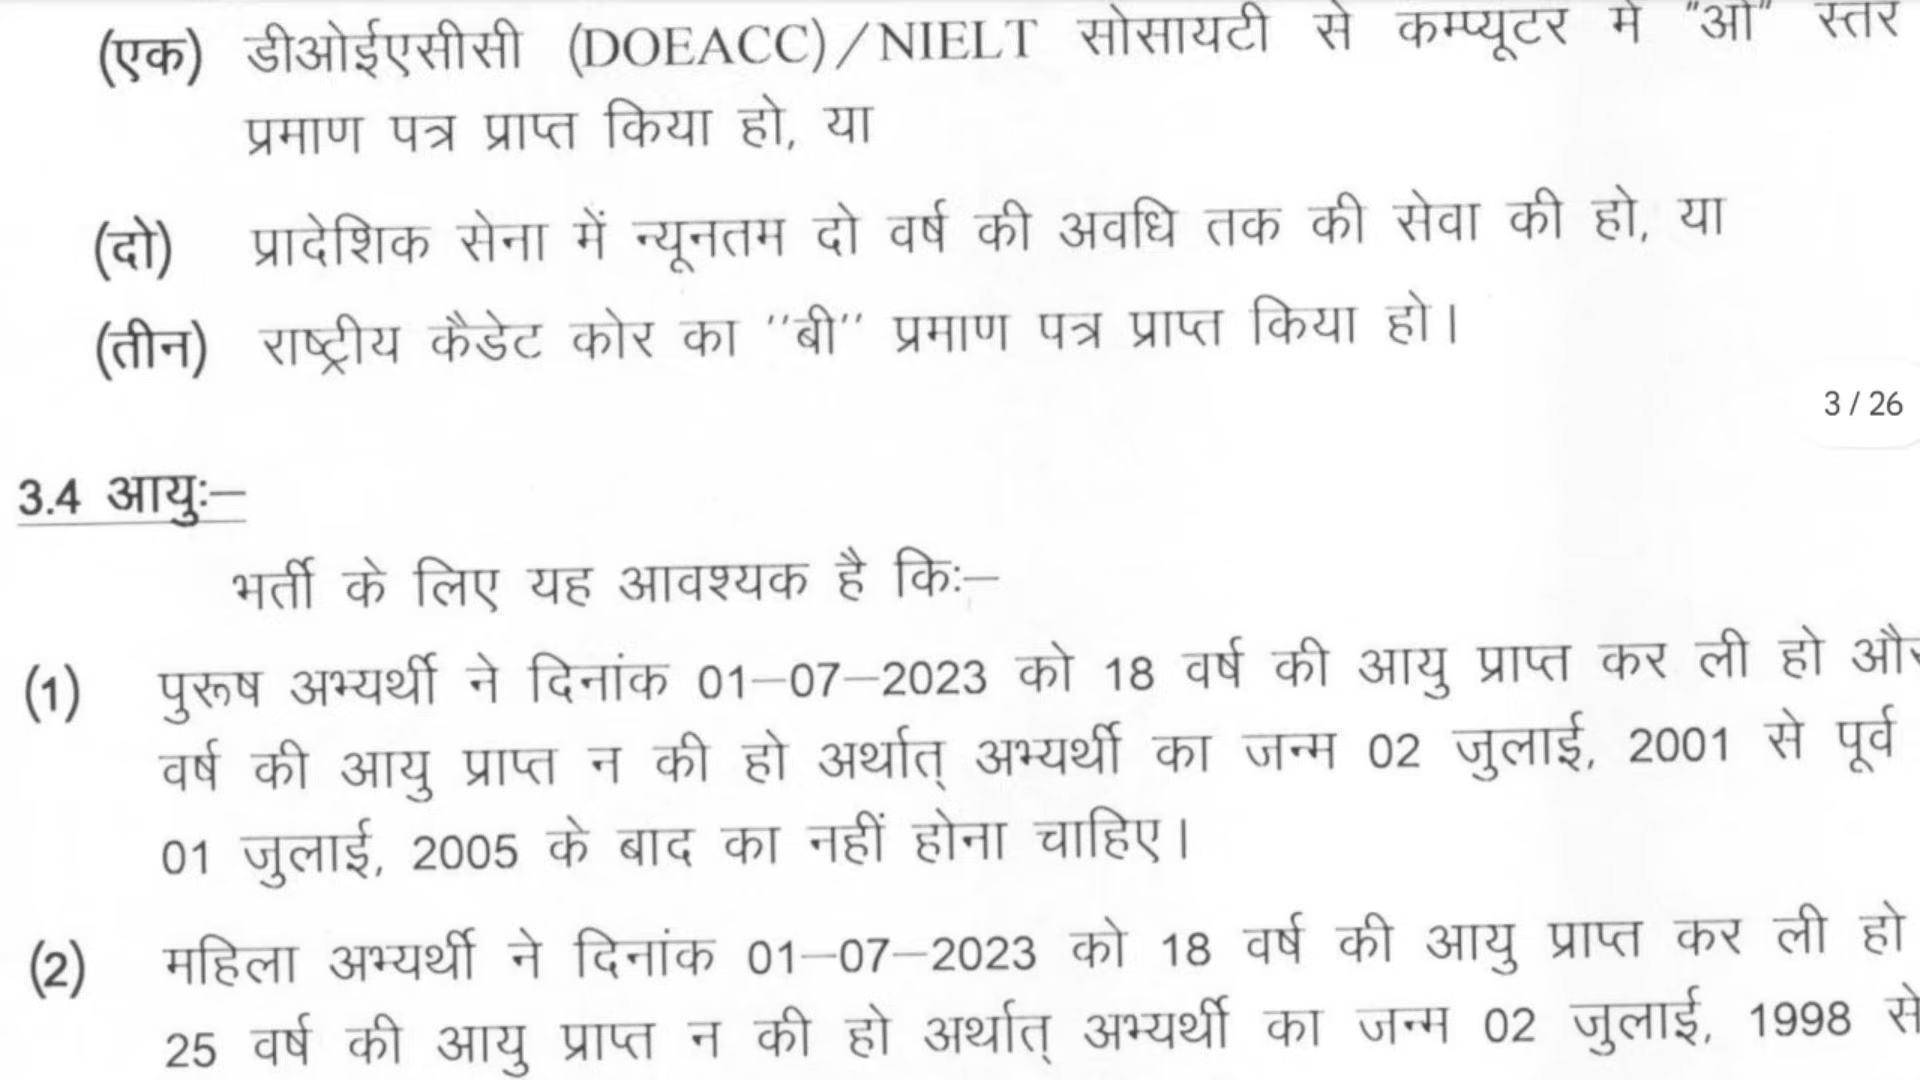 (एक) डीओईएसीसी (DOEACC)/NIELT सोसायटी से कम्प्यूटर में "ओ" स्तर
प्रमाण पत्र प्राप्त किया हो, या
(दो) प्रादेशिक सेना में न्यूनतम दो वर्ष की अवधि तक की सेवा की हो, या
(तीन) राष्ट्रीय कैडेट कोर का ''बी'' प्रमाण पत्र प्राप्त किया हो।
3 / 26
3.4 आयुः—
भर्ती के लिए यह आवश्यक है किः—
(1) पुरूष अभ्यर्थी ने दिनांक 01—07—2023 को 18 वर्ष की आयु प्राप्त कर ली हो और
वर्ष की आयु प्राप्त न की हो अर्थात् अभ्यर्थी का जन्म 02 जुलाई, 2001 से पूर्व
01 जुलाई, 2005 के बाद का नहीं होना चाहिए।
(2) महिला अभ्यर्थी ने दिनांक 01—07—2023 को 18 वर्ष की आयु प्राप्त कर ली हो
25 वर्ष की आयु प्राप्त न की हो अर्थात् अभ्यर्थी का जन्म 02 जुलाई, 1998 से